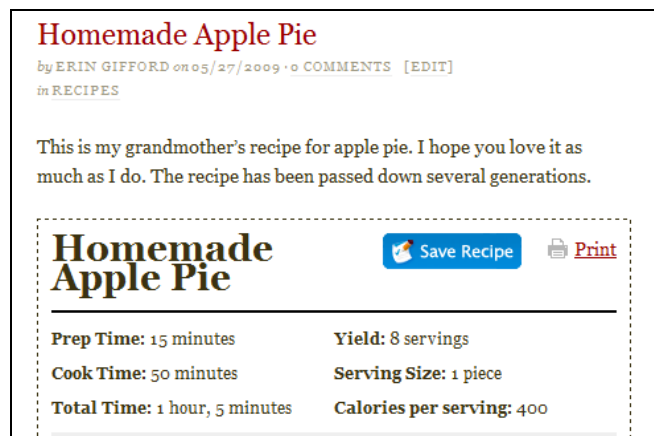 Homemade Apple Pie
by ERIN GIFFORD on 05/27/2009 · 0 COMMENTS [EDIT]
in RECIPES
This is my grandmother's recipe for apple pie. I hope you love it as
much as I do. The recipe has been passed down several generations.
Homemade
Apple Pie
Save Recipe
Print
Prep Time: 15 minutes
Yield: 8 servings
Cook Time: 50 minutes
Serving Size: 1 piece
Total Time: 1 hour, 5 minutes
Calories per serving: 400